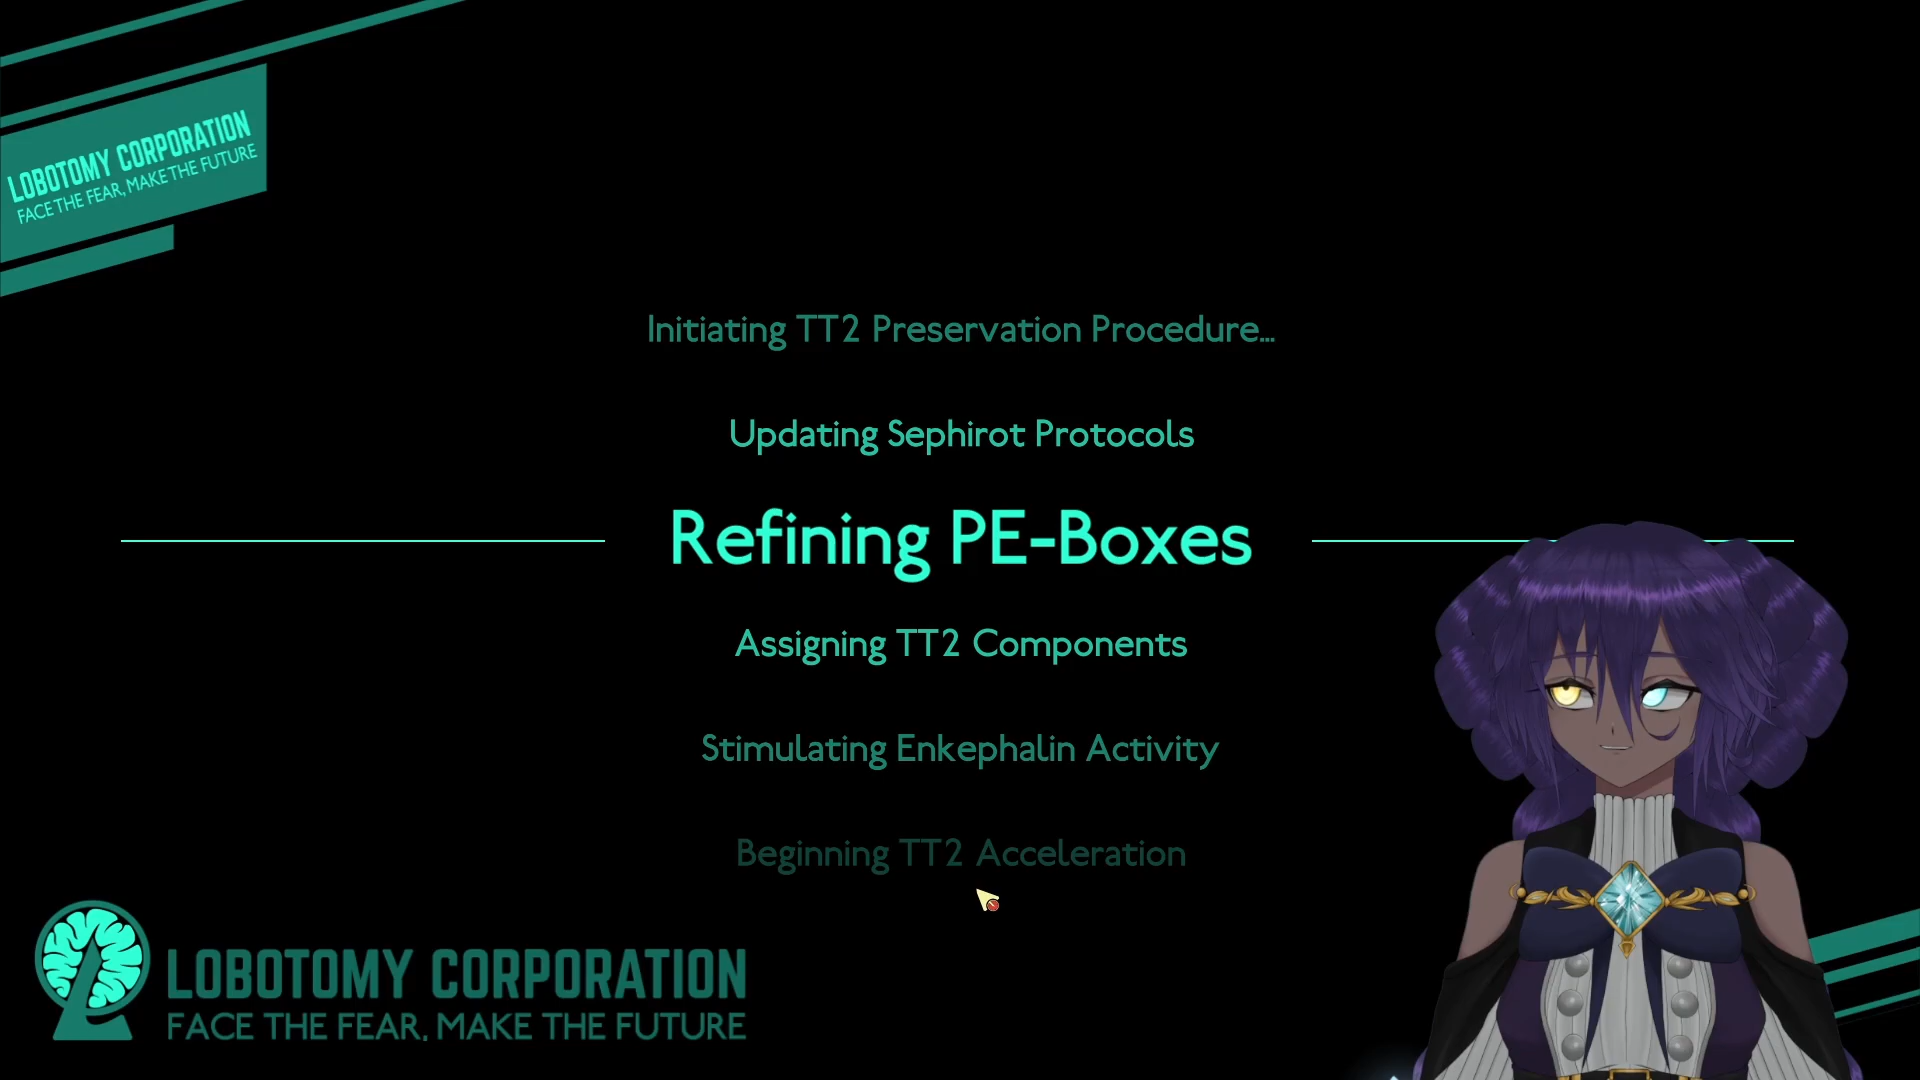 LOBOTOMY CORPORATION
FACE THE FEAR, MAKE THE FUTURE
Initiating TT2 Preservation Procedure...
Updating Sephirot Protocols
Refining PE-Boxes
Assigning TT2 Components
Stimulating Enkephalin Activity
Beginning TT2 Acceleration
LOBOTOMY CORPORATION
FACE THE FEAR, MAKE THE FUTURE